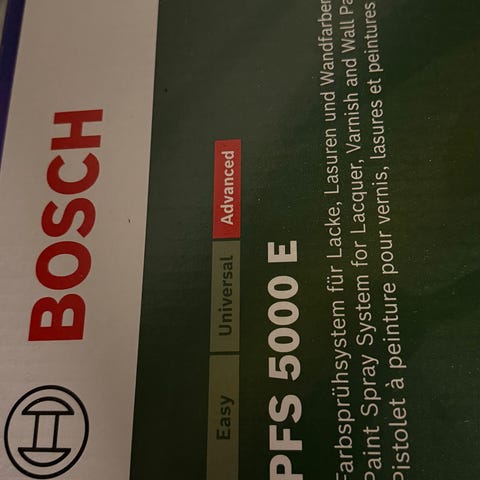 BOSCH
Easy Universal Advanced
PFS 5000 E
Farbsprühsystem für Lacke, Lasuren und Wandfarben
Paint Spray System for Lacquer, Varnish and Wall
Pistolet à peinture pour vernis, lasures et peintures